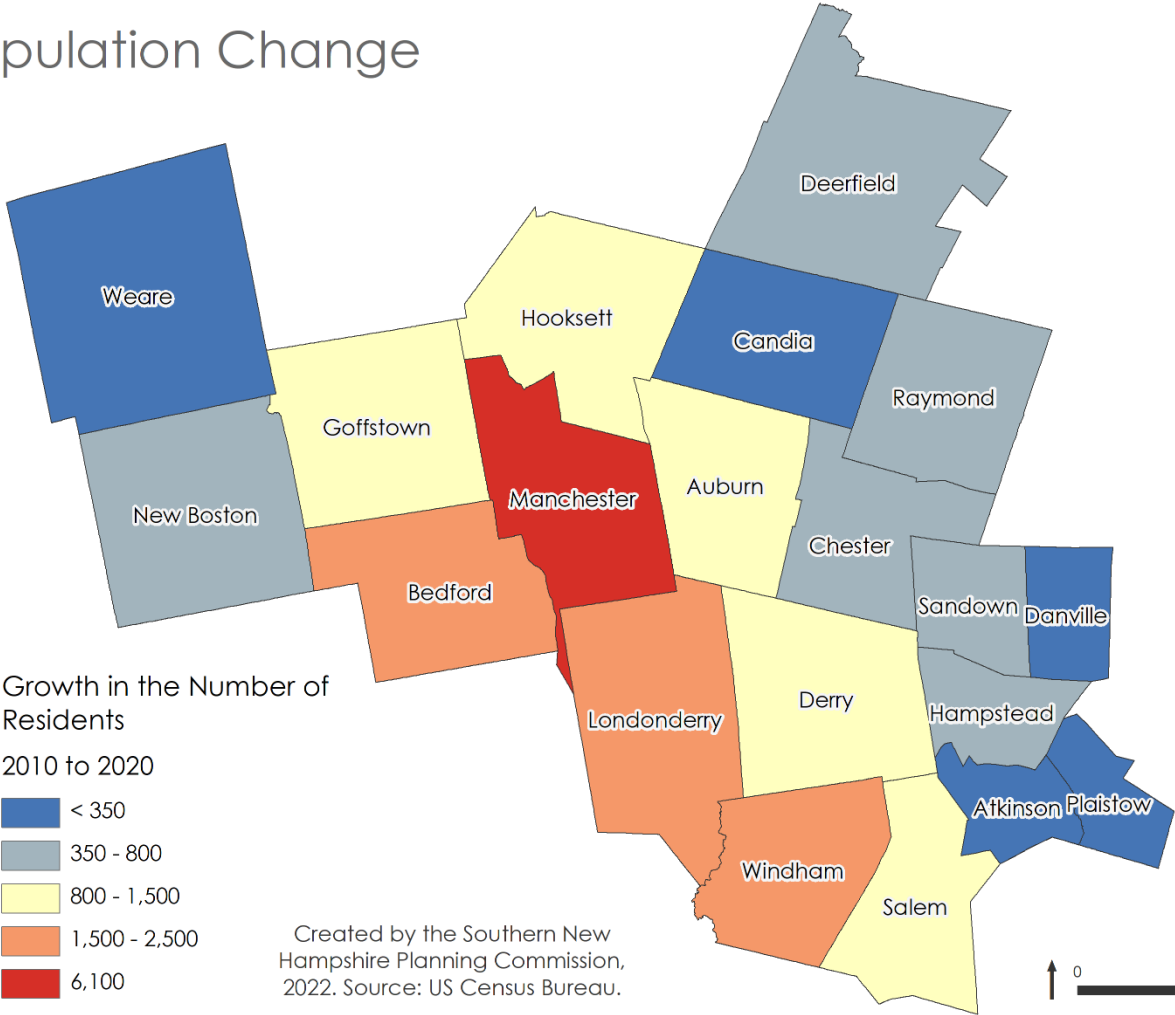 pulation Change
Deerfield
Weare
Hooksett
Candia
Raymond
Goffstown
Auburn
Manchester
New Boston
Chester
Bedford
Sandown
Danville
Derry
Hampstead
Londonderry
Atkinson
Plaistow
Windham
Salem
Growth in the Number of
Residents
2010 to 2020
< 350
350 - 800
800 - 1,500
1,500 - 2,500
6,100
Created by the Southern New
Hampshire Planning Commission,
2022. Source: US Census Bureau.
0